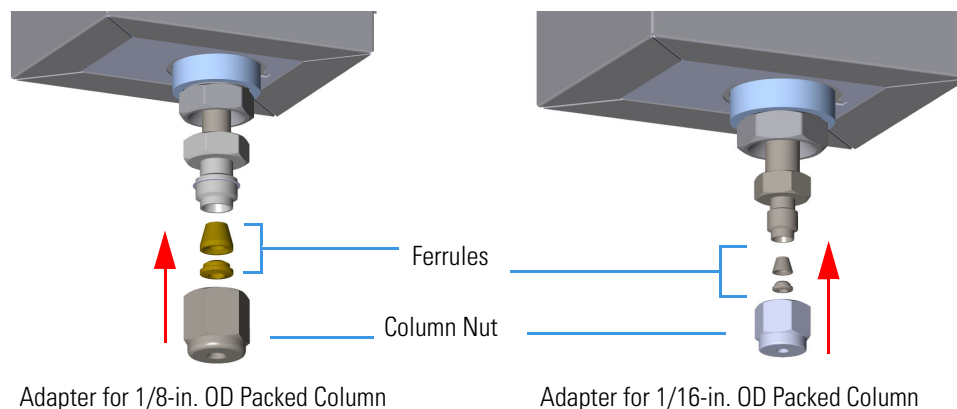 Ferrules
Column Nut
Adapter for 1/8-in. OD Packed Column
Adapter for 1/16-in. OD Packed Column